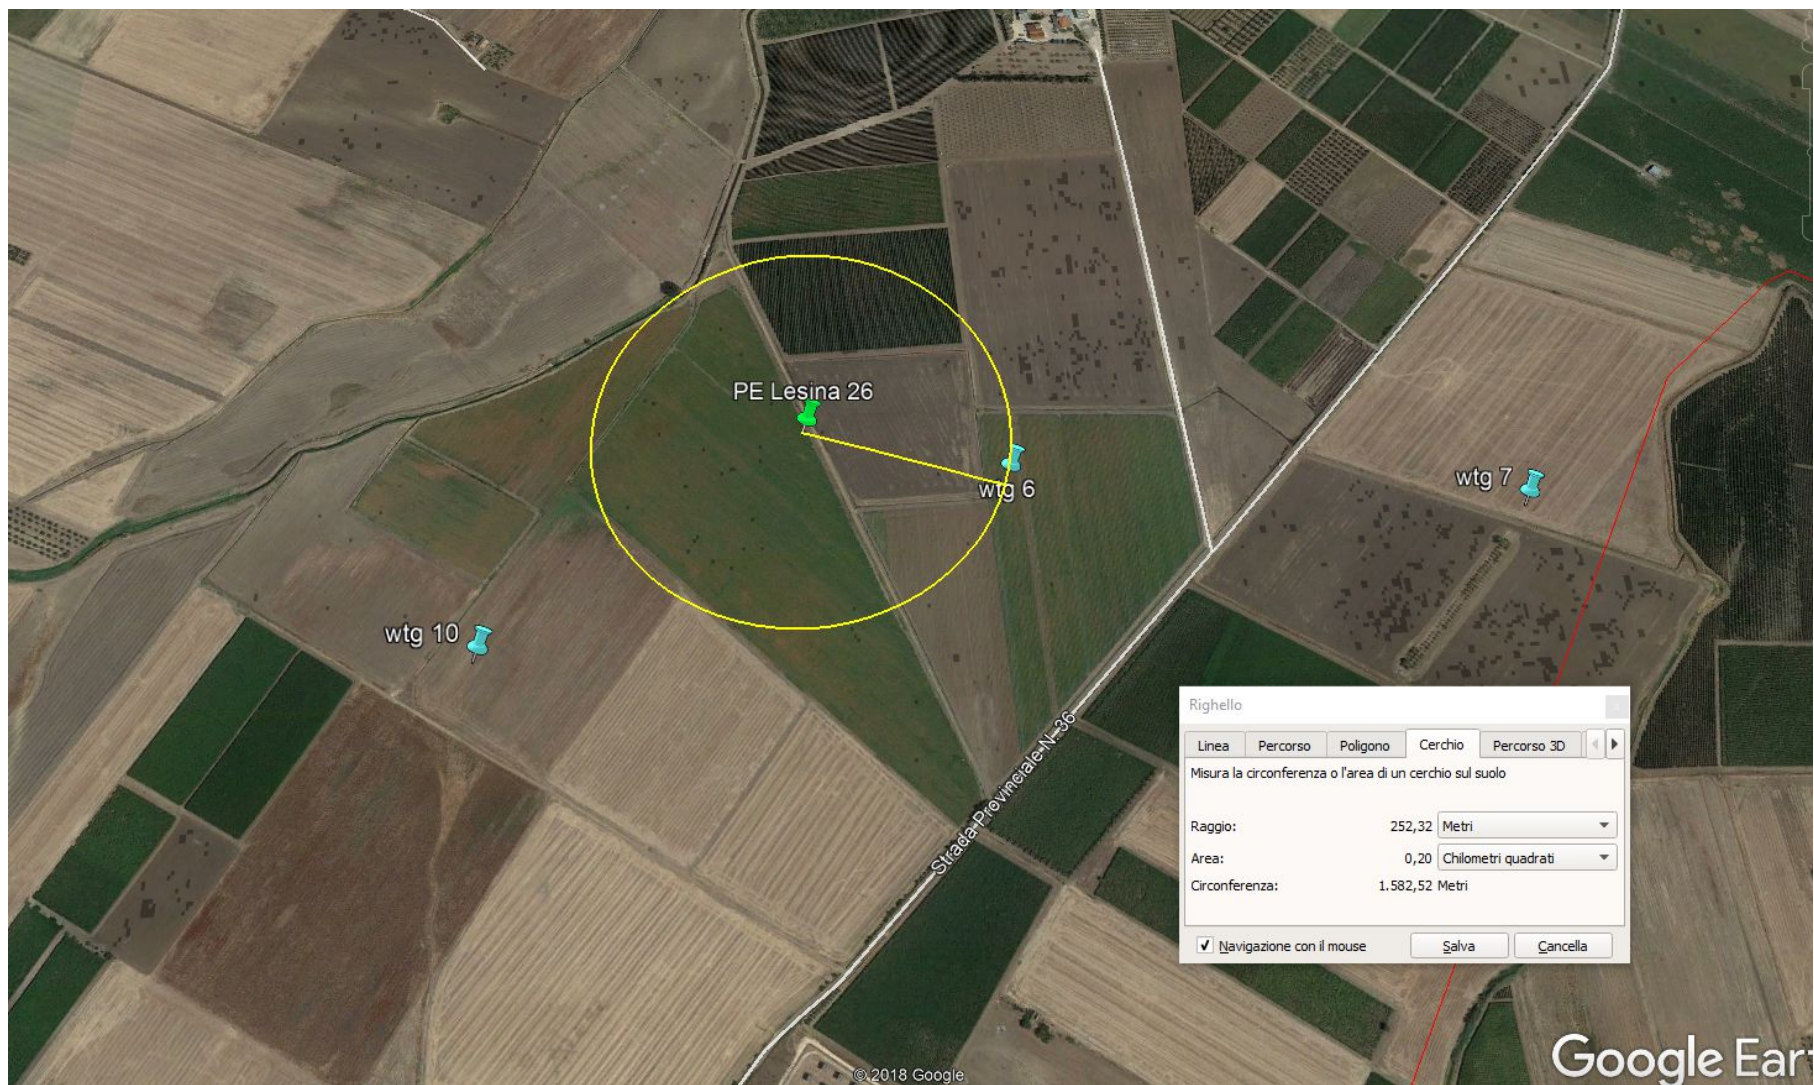 PE Lesina 26
wtg 6
wtg 7
wtg 10
Strada Provinciale N. 36
Righello
Linea
Percorso
Poligono
Cerchio
Percorso 3D
Misura la circonferenza o l'area di un cerchio sul suolo
Raggio: 252,32 Metri
Area: 0,20 Chilometri quadrati
Circonferenza: 1.582,52 Metri
Navigazione con il mouse
Salva
Cancella
© 2018 Google
Google Eart